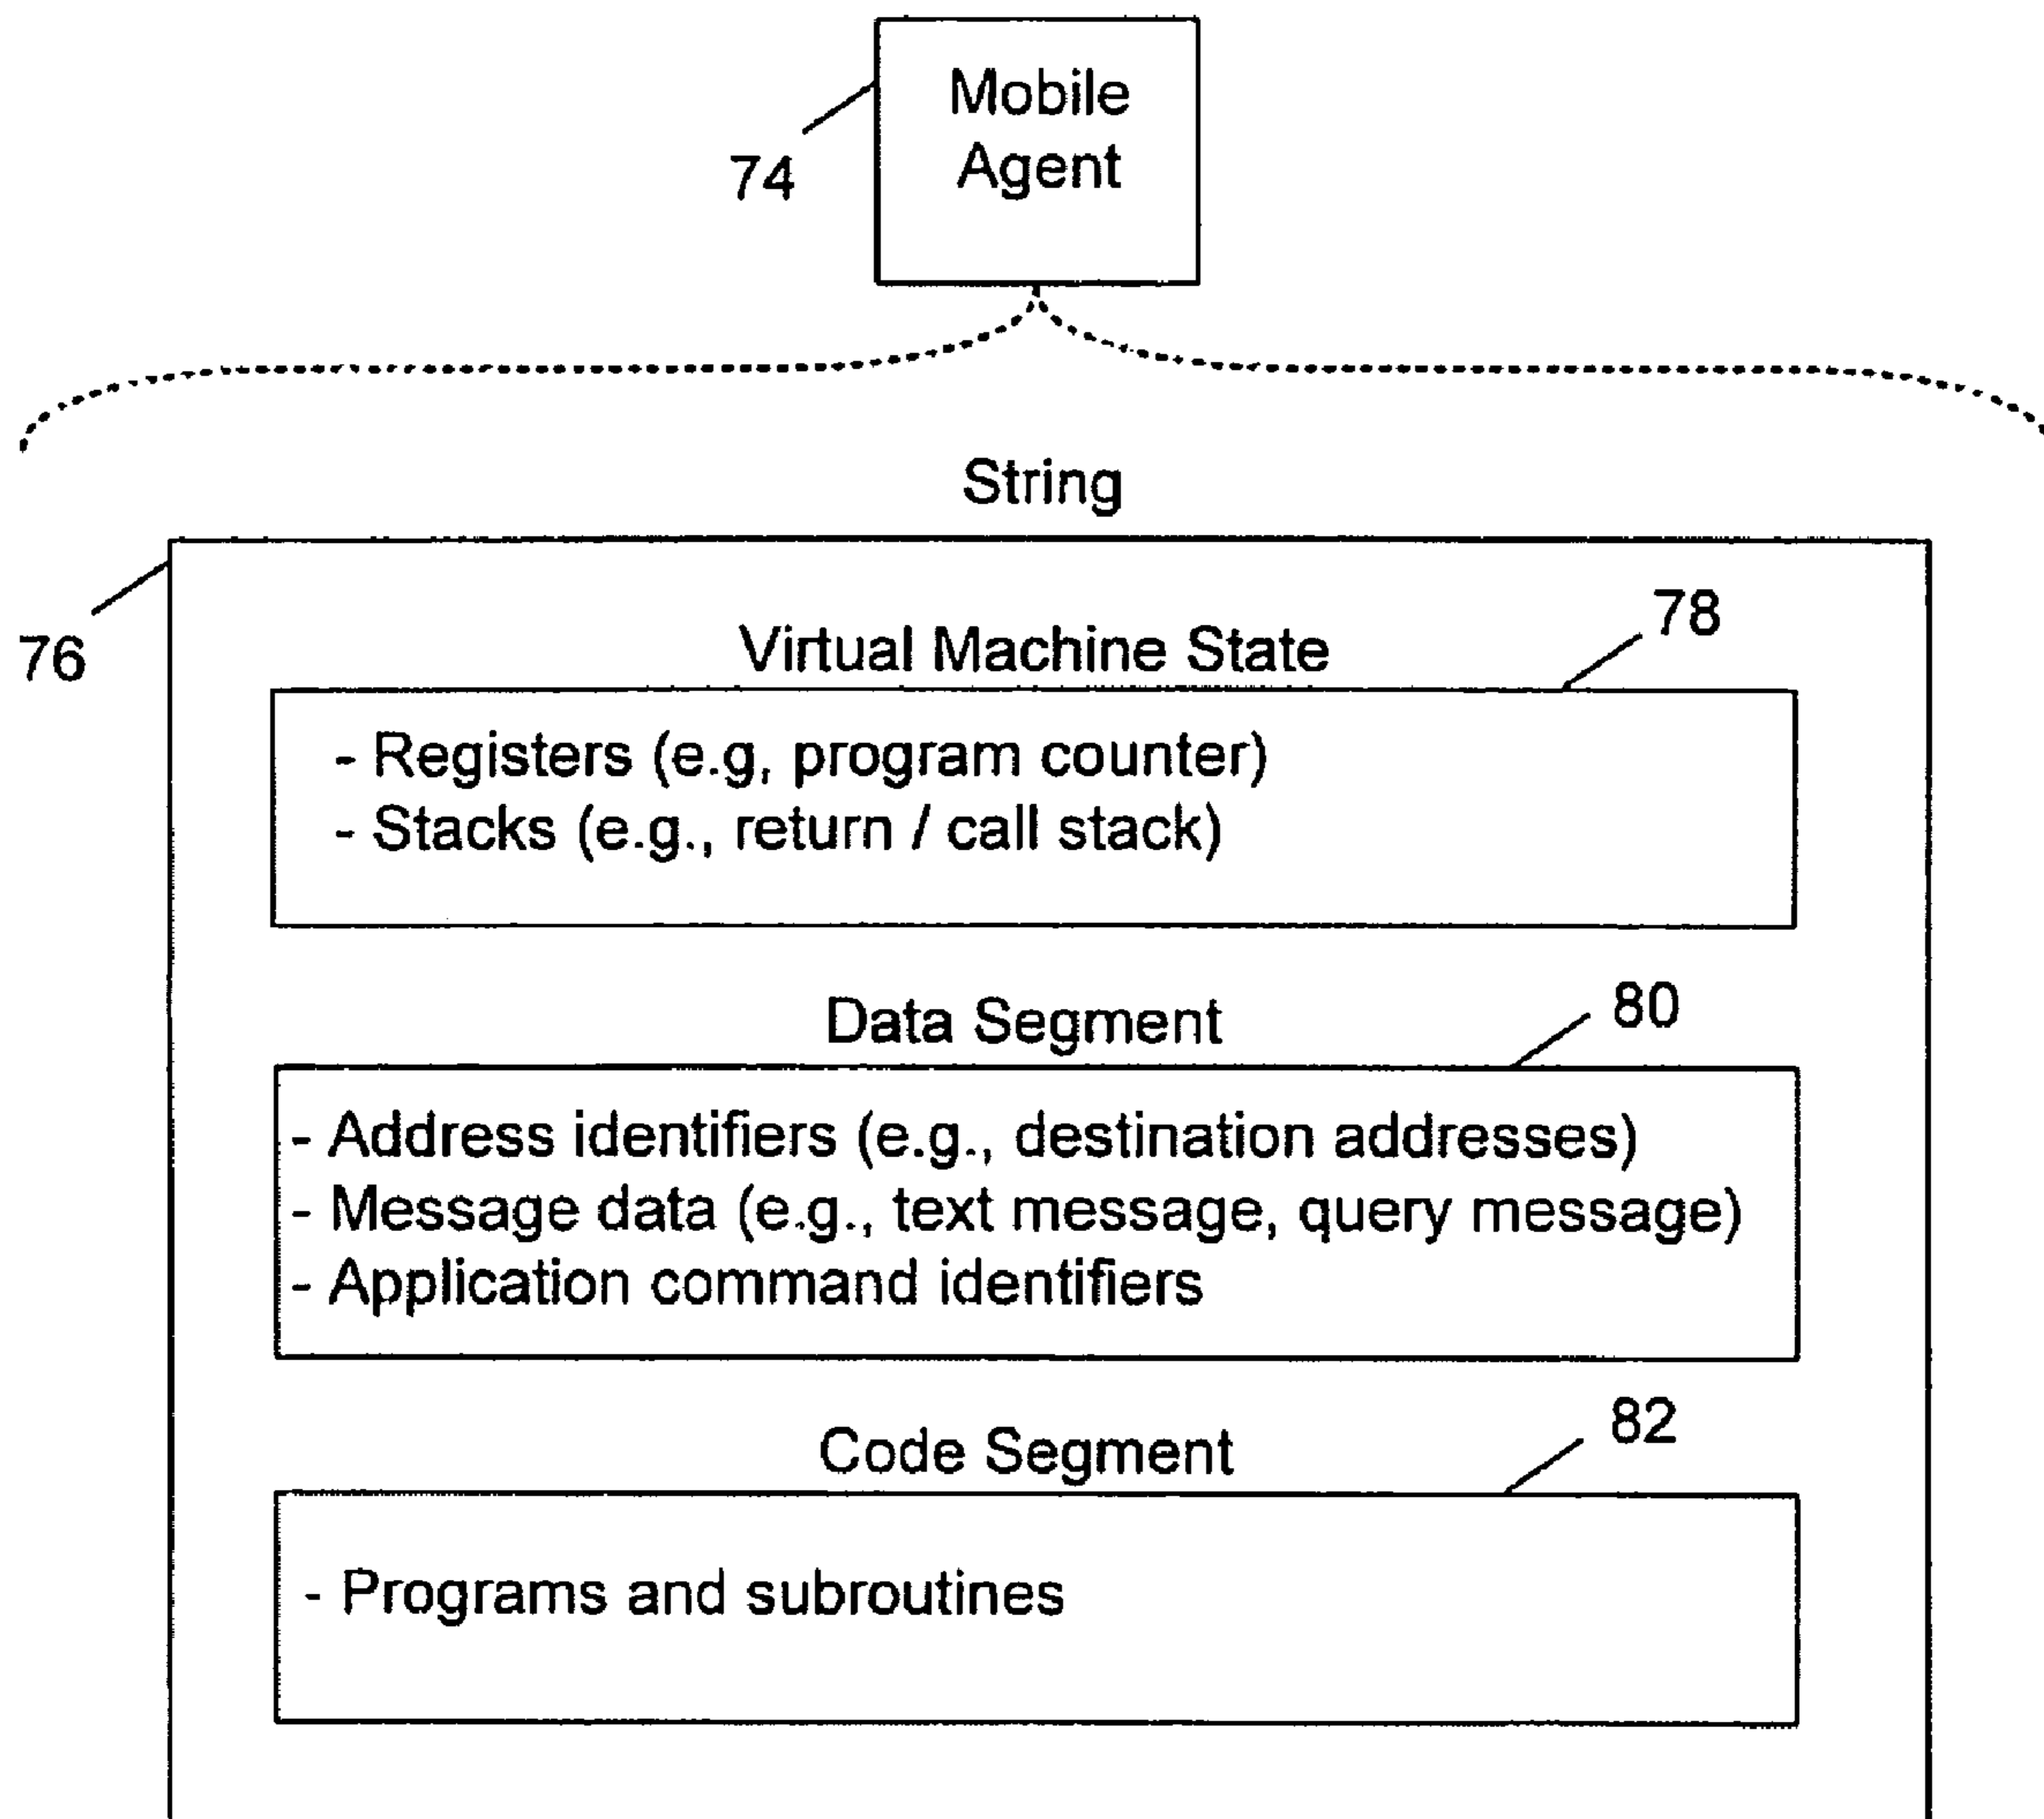 Mobile
Agent
74
String
76
78
Virtual Machine State
- Registers (e.g, program counter)
- Stacks (e.g., return / call stack)
80
Data Segment
- Address identifiers (e.g., destination addresses)
- Message data (e.g., text message, query message)
- Application command identifiers
82
Code Segment
- Programs and subroutines